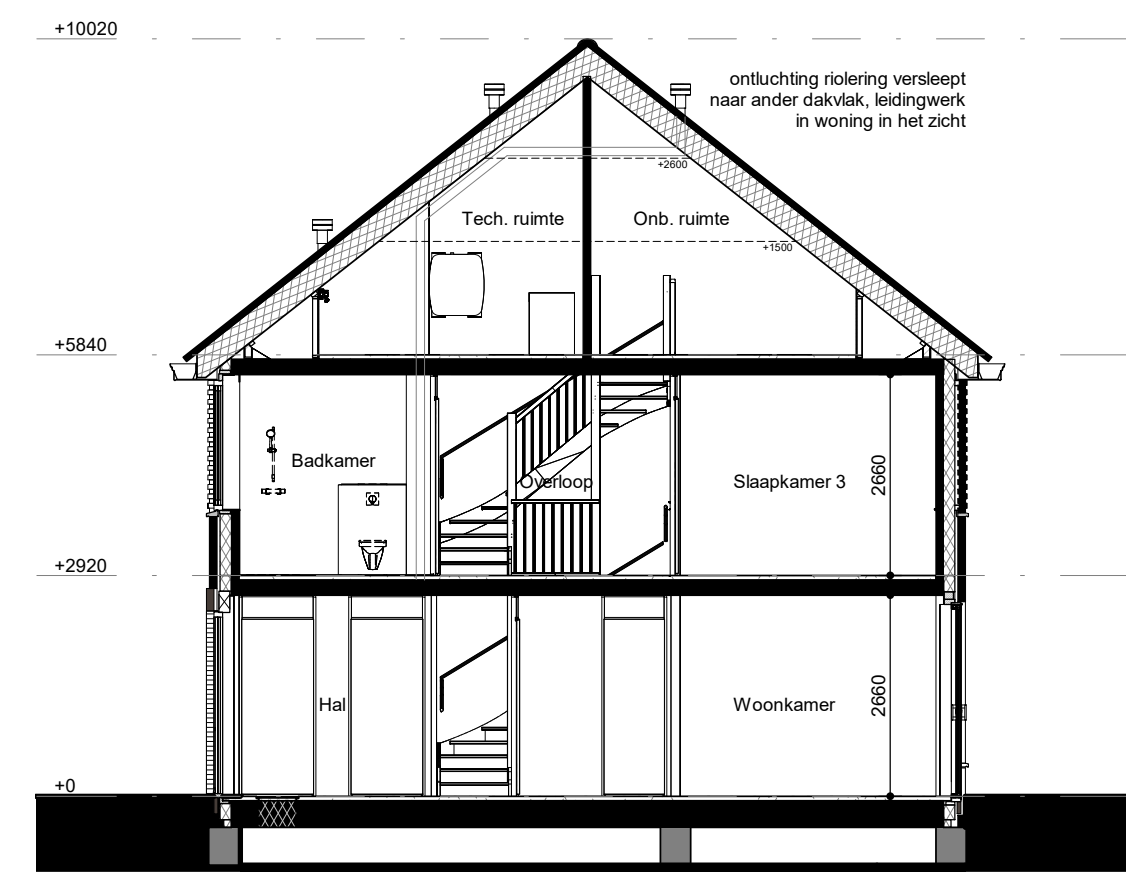 +10020
ontluchting riolering versleept
naar ander dakvlak, leidingwerk
in woning in het zicht
+2600
Tech. ruimte
Onb. ruimte
+1500
+5840
Badkamer
Overloop
Slaapkamer 3
2660
+2920
Hal
Woonkamer
2660
+0